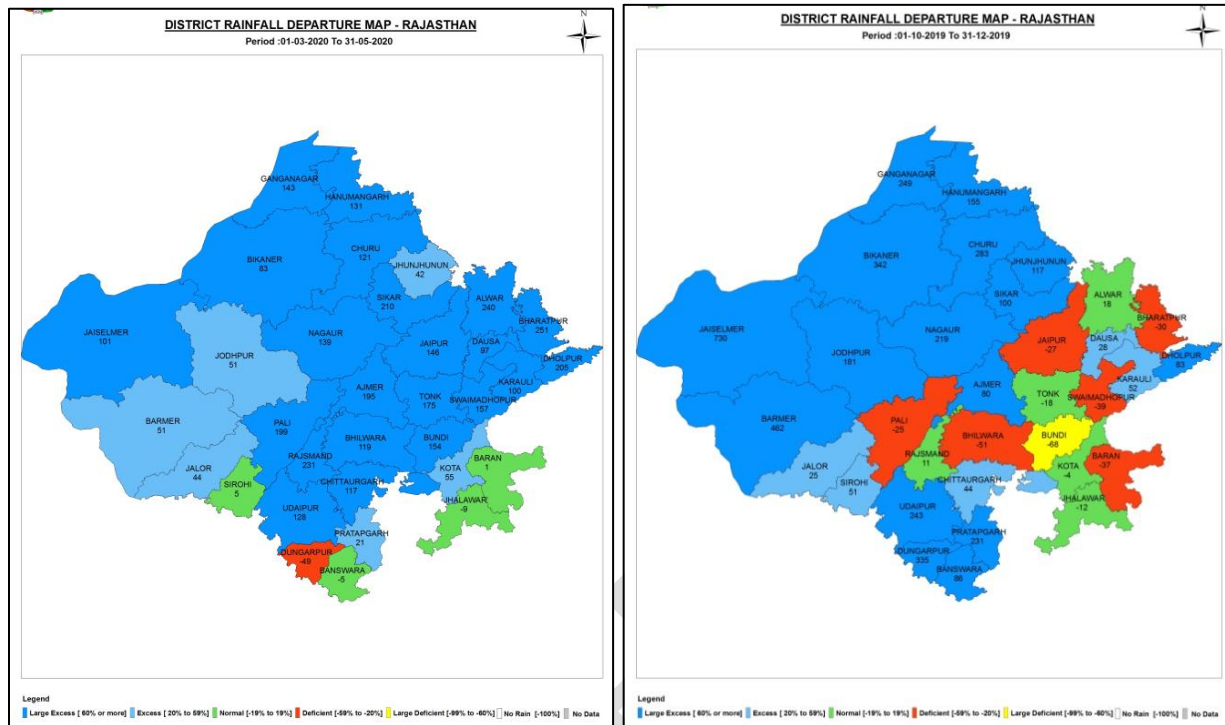 DISTRICT RAINFALL DEPARTURE MAP - RAJASTHAN
Period :01-03-2020 To 31-05-2020
GANGANAGAR
143
HANUMANGARH
131
CHURU
121
BIKANER
83
JHUNJHUNUN
42
SIKAR
210
ALWAR
240
BHARATPUR
251
JAISELMER
101
NAGAUR
139
JAIPUR
146
DAUSA
97
DHOLPUR
205
JODHPUR
51
KARAULI
100
AJMER
195
TONK
175
SWAIMADHOPUR
157
BARMER
51
PALI
199
BHILWARA
119
BUNDI
154
RAJSMAND
231
BARAN
1
KOTA
55
JALOR
44
SIROHI
5
CHITTAURGARH
117
JHALAWAR
-9
UDAIPUR
128
PRATAPGARH
21
DUNGARPUR
-49
BANSWARA
-5
Legend
Large Excess [ 60% or more] Excess [ 20% to 59%] Normal [-19% to 19%] Deficient [-59% to -20%] Large Deficient [-99% to -60%] No Rain [-100%] No Data
DISTRICT RAINFALL DEPARTURE MAP - RAJASTHAN
Period :01-10-2019 To 31-12-2019
GANGANAGAR
249
HANUMANGARH
155
CHURU
283
BIKANER
342
JHUNJHUNUN
117
SIKAR
100
ALWAR
18
BHARATPUR
-30
JAISELMER
730
NAGAUR
219
JAIPUR
-27
DAUSA
28
DHOLPUR
83
JODHPUR
181
KARAULI
52
AJMER
80
TONK
-18
SWAIMADHOPUR
-39
BARMER
462
PALI
-25
BHILWARA
-51
BUNDI
-68
RAJSMAND
11
BARAN
-37
KOTA
-4
JALOR
25
SIROHI
51
CHITTAURGARH
44
JHALAWAR
-12
UDAIPUR
243
PRATAPGARH
231
DUNGARPUR
335
BANSWARA
86
Legend
Large Excess [ 60% or more] Excess [ 20% to 59%] Normal [-19% to 19%] Deficient [-59% to -20%] Large Deficient [-99% to -60%] No Rain [-100%] No Data